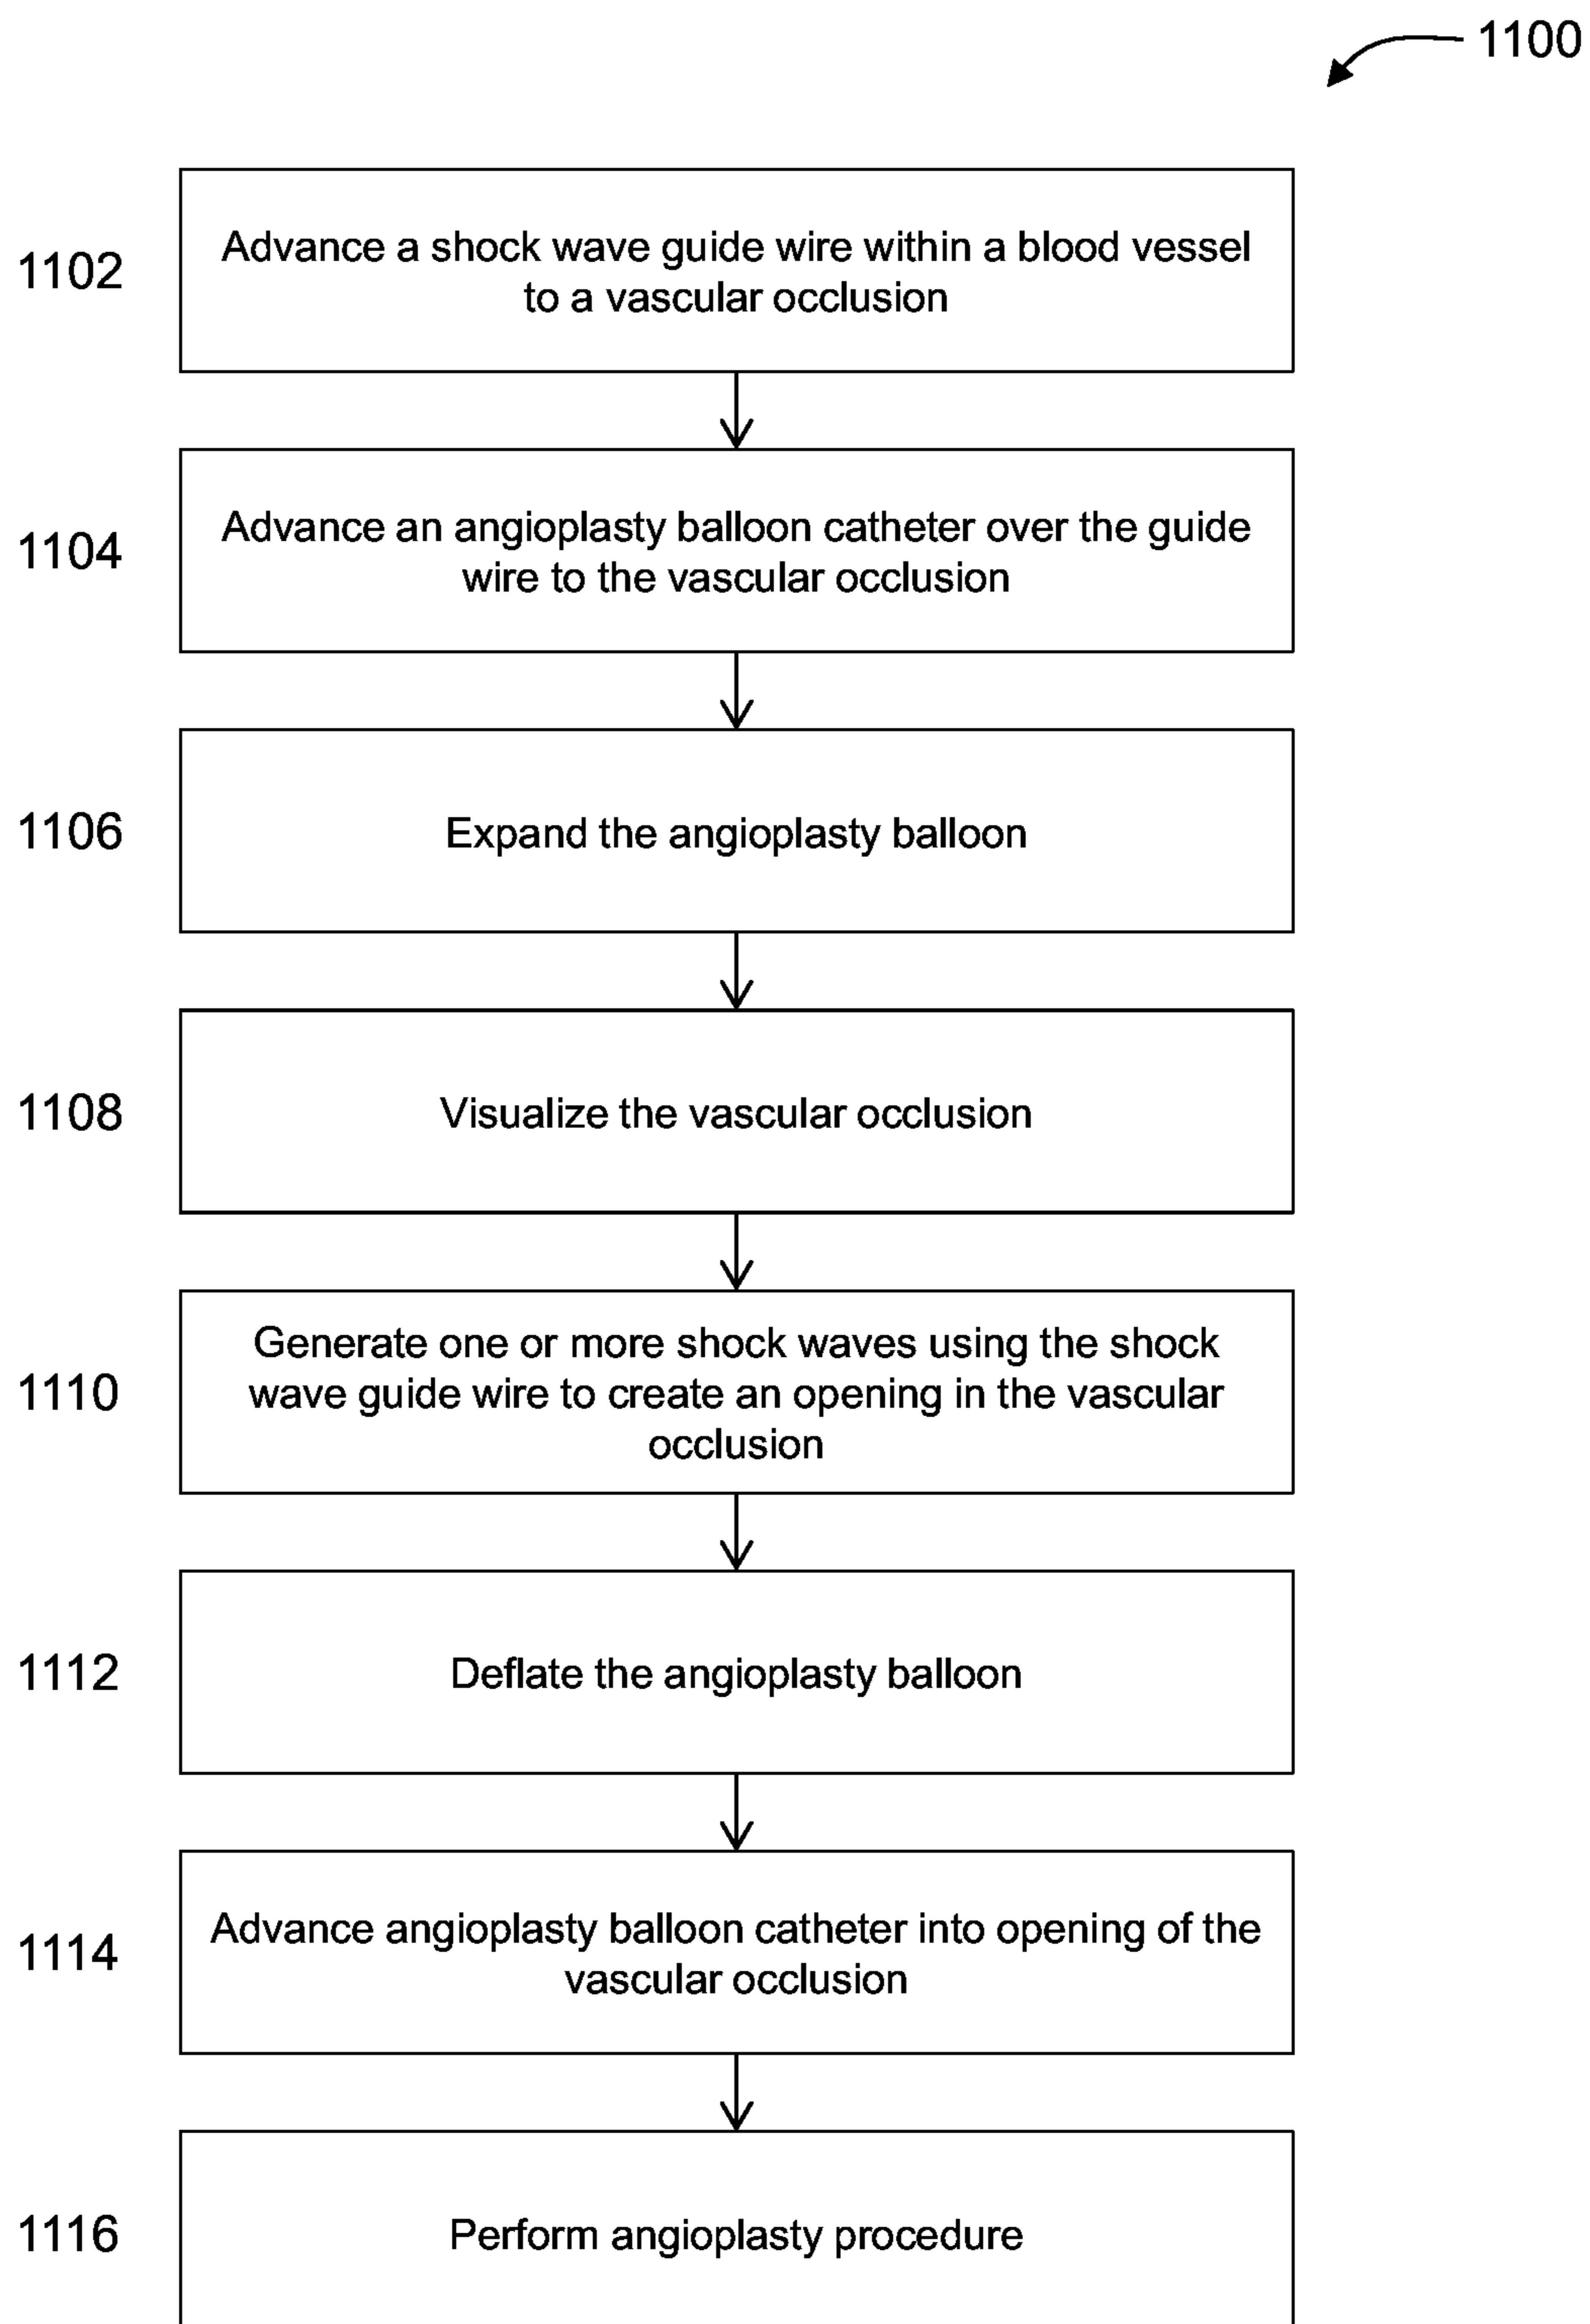 1100
1102
Advance a shock wave guide wire within a blood vessel
to a vascular occlusion
1104
Advance an angioplasty balloon catheter over the guide
wire to the vascular occlusion
1106
Expand the angioplasty balloon
1108
Visualize the vascular occlusion
1110
Generate one or more shock waves using the shock
wave guide wire to create an opening in the vascular
occlusion
1112
Deflate the angioplasty balloon
1114
Advance angioplasty balloon catheter into opening of the
vascular occlusion
1116
Perform angioplasty procedure